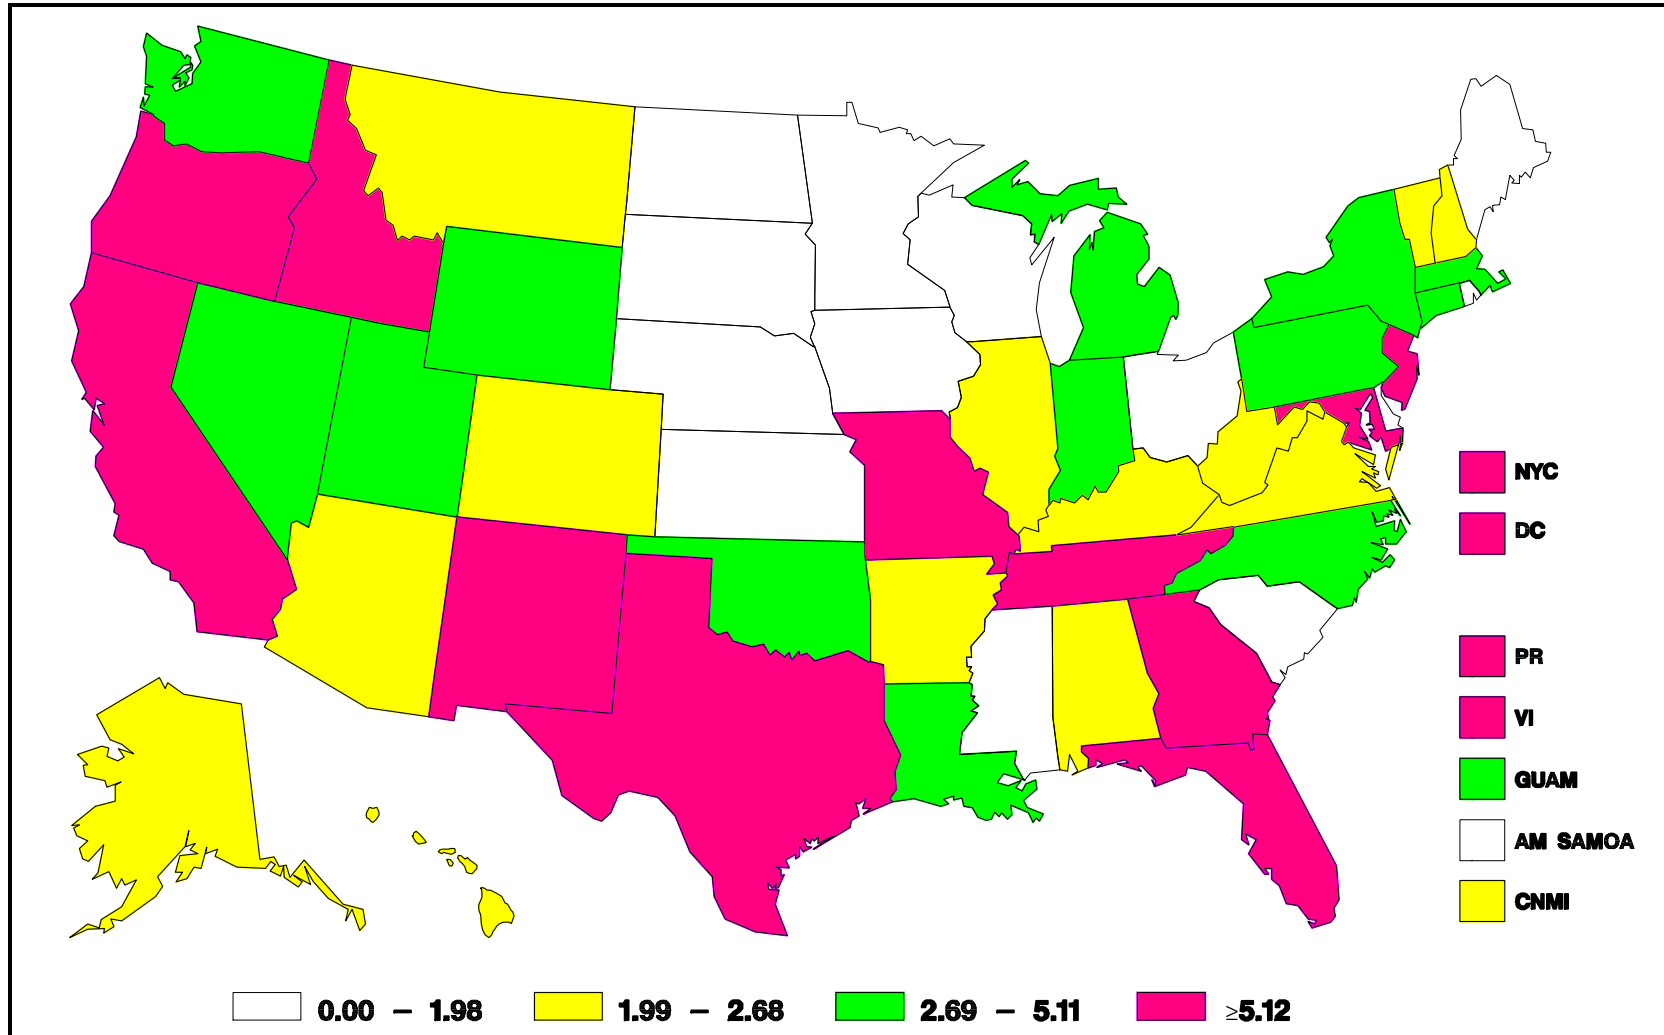 NYC
DC
PR
VI
GUAM
AM SAMOA
CNMI
0.00 – 1.98 1.99 – 2.68 2.69 – 5.11 ≥5.12